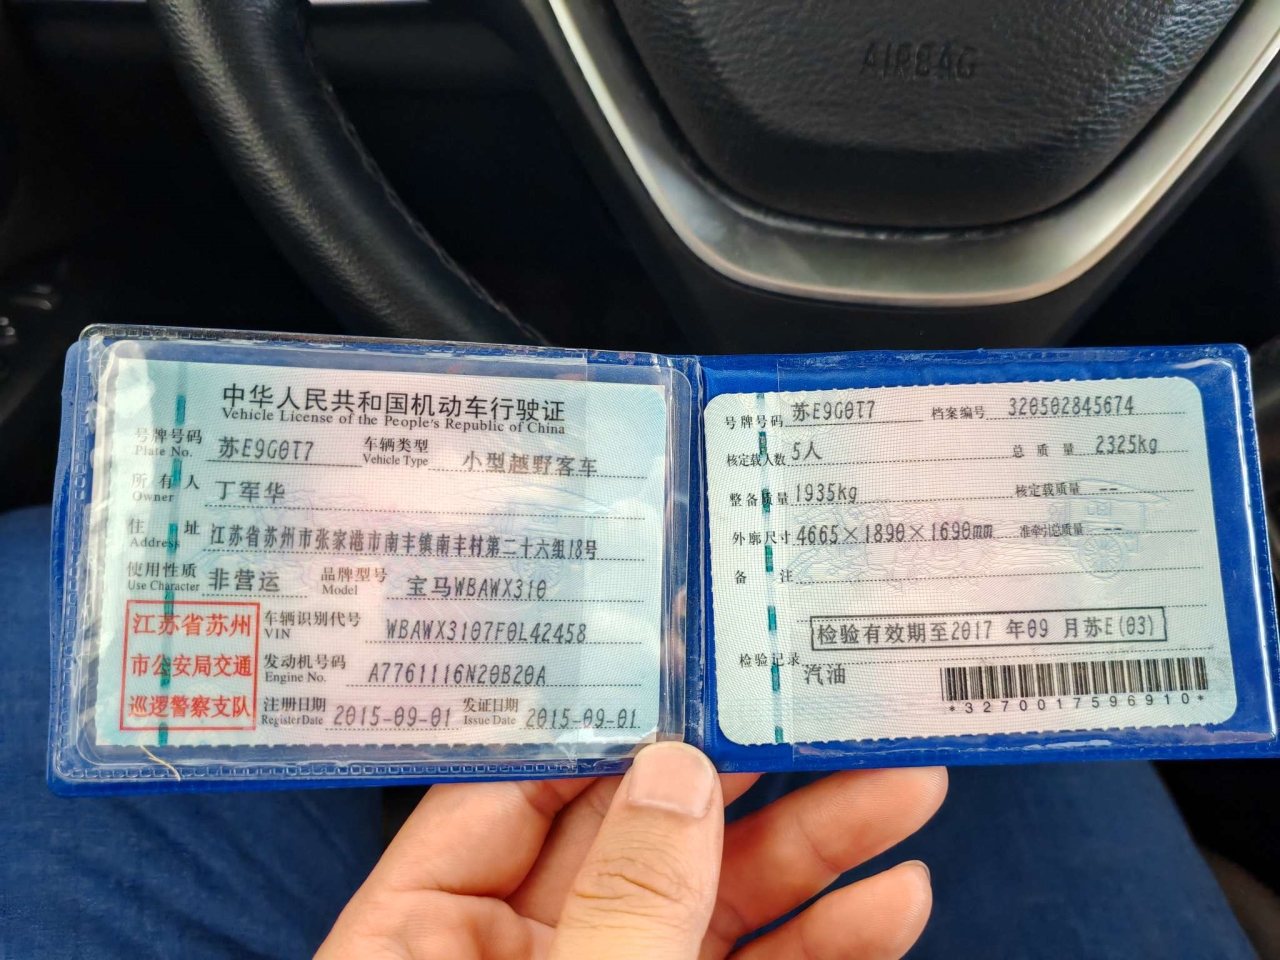 AIRBAG
中华人民共和国机动车行驶证
Vehicle License of the People's Republic of China
号牌号码 苏E9G0T7 车辆类型 小型越野客车
Plate No. Vehicle Type
所有人 丁军华
Owner
住址 江苏省苏州市张家港市南丰镇南丰村第二十六组18号
Address
使用性质 非营运 品牌型号 宝马WBAWX310
Use Character Model
江苏省苏州
市公安局交通
巡逻警察支队
车辆识别代号 WBAWX3107F0L42458
VIN
发动机号码 A7761116N20B20A
Engine No.
注册日期 2015-09-01 发证日期 2015-09-01
Register Date Issue Date
号牌号码 苏E9G0T7 档案编号 320502845674
核定载人数 5人 总质量 2325kg
整备质量 1935kg 核定载质量 --
外廓尺寸 4665×1890×1690mm 准牵引总质量 --
备注
检验有效期至2017 年09 月苏E(03)
检验记录
汽油
*3270017596910*